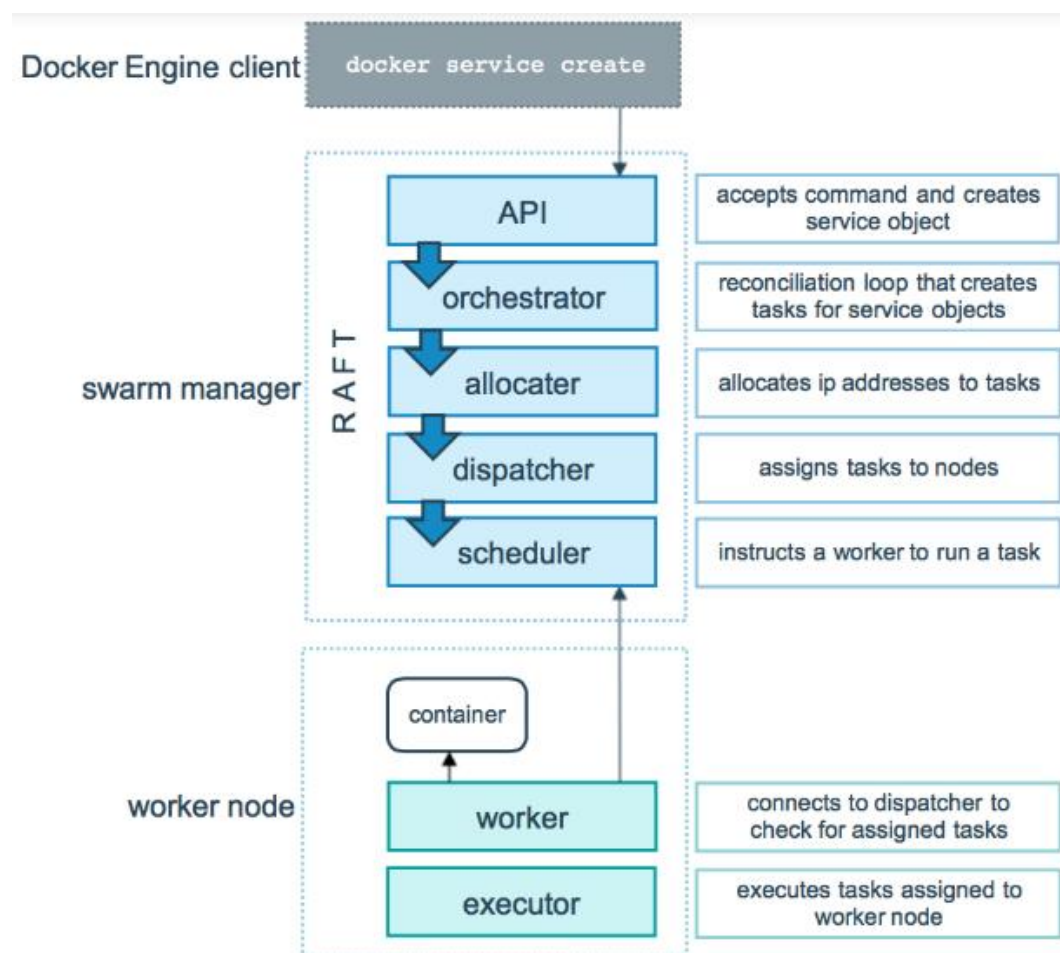 Docker Engine client
docker service create
API
accepts command and creates
service object
orchestrator
reconciliation loop that creates
tasks for service objects
RAFT
swarm manager
allocater
allocates ip addresses to tasks
dispatcher
assigns tasks to nodes
scheduler
instructs a worker to run a task
container
worker node
worker
connects to dispatcher to
check for assigned tasks
executor
executes tasks assigned to
worker node